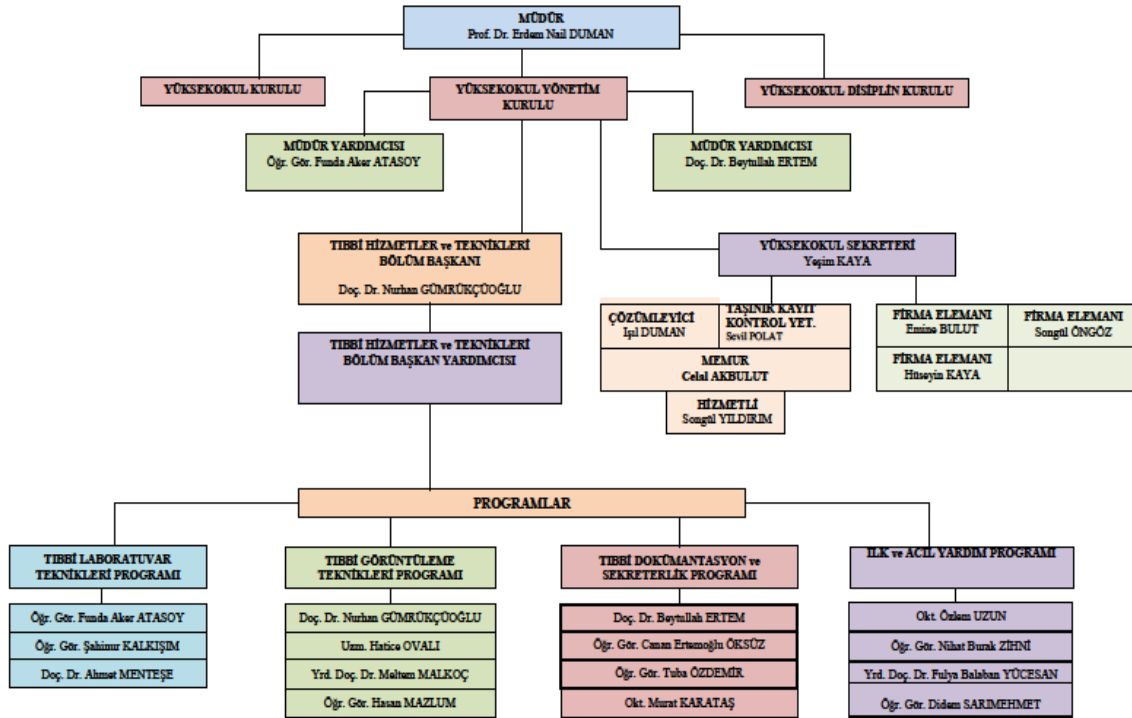 MÜDÜR
Prof. Dr. Erdem Nail DUMAN
YÜKSEKOKUL KURULU
YÜKSEKOKUL YÖNETİM
KURULU
YÜKSEKOKUL DİSİPLİN KURULU
MÜDÜR YARDIMCISI
Öğr. Gör. Funda Aker ATASOY
MÜDÜR YARDIMCISI
Doç. Dr. Beytullah ERTEM
TIBBİ HİZMETLER ve TEKNİKLERİ
BÖLÜM BAŞKANI
Doç. Dr. Nurhan GÜMRÜKÇÜOĞLU
YÜKSEKOKUL SEKRETERİ
Yeşim KAYA
TIBBİ HİZMETLER ve TEKNİKLERİ
BÖLÜM BAŞKAN YARDIMCISI
ÇÖZÜMLEYİCİ
Işıl DUMAN
TAŞINIR KAYIT
KONTROL YET.
Sevil POLAT
MEMUR
Celal AKBULUT
HİZMETLİ
Songül YILDIRIM
FİRMA ELEMANI
Emine BULUT
FİRMA ELEMANI
Songül ÖNGÖZ
FİRMA ELEMANI
Hüseyin KAYA
PROGRAMLAR
TIBBİ LABORATUVAR
TEKNİKLERİ PROGRAMI
Öğr. Gör. Funda Aker ATASOY
Öğr. Gör. Şahinur KALKIŞIM
Doç. Dr. Ahmet MENTEŞE
TIBBİ GÖRÜNTÜLEME
TEKNİKLERİ PROGRAMI
Doç. Dr. Nurhan GÜMRÜKÇÜOĞLU
Uzm. Hatice OVALI
Yrd. Doç. Dr. Meltem MALKOÇ
Öğr. Gör. Hasan MAZLUM
TIBBİ DOKÜMANTASYON ve
SEKRETERLİK PROGRAMI
Doç. Dr. Beytullah ERTEM
Öğr. Gör. Canan Ertemoğlu ÖKSÜZ
Öğr. Gör. Tuba ÖZDEMİR
Okt. Murat KARATAŞ
İLK ve ACİL YARDIM PROGRAMI
Okt. Özlem UZUN
Öğr. Gör. Nihat Burak ZİHNİ
Yrd. Doç. Dr. Fulya Balaban YÜCESAN
Öğr. Gör. Didem SARIMEHMET